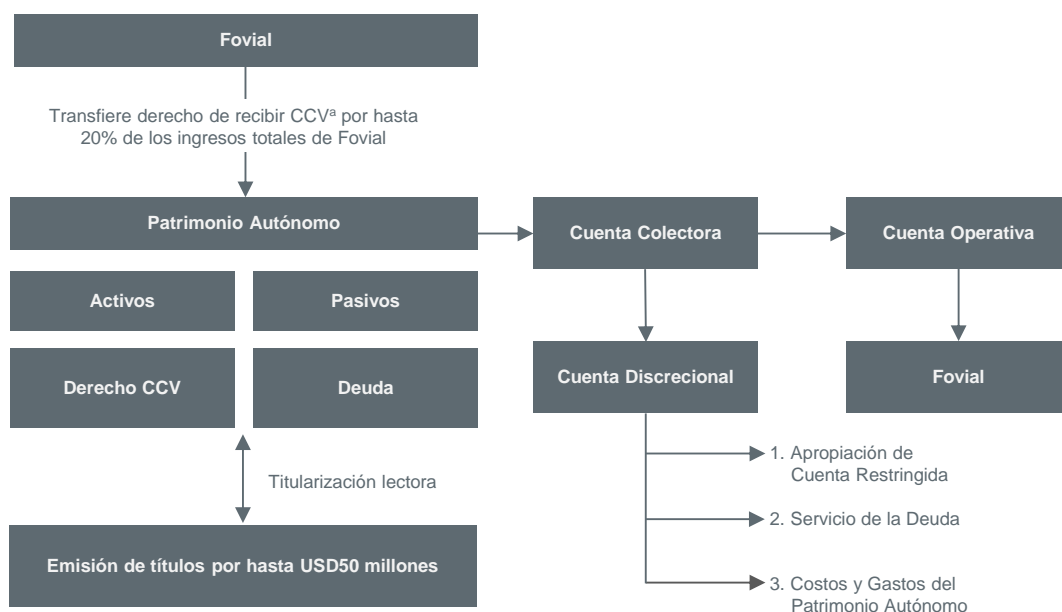 Fovial
Transfiere derecho de recibir CCVᵃ por hasta
20% de los ingresos totales de Fovial
Patrimonio Autónomo
Cuenta Colectora
Cuenta Operativa
Activos
Pasivos
Derecho CCV
Deuda
Cuenta Discrecional
Fovial
1. Apropiación de
Cuenta Restringida
Titularización lectora
2. Servicio de la Deuda
Emisión de títulos por hasta USD50 millones
3. Costos y Gastos del
Patrimonio Autónomo